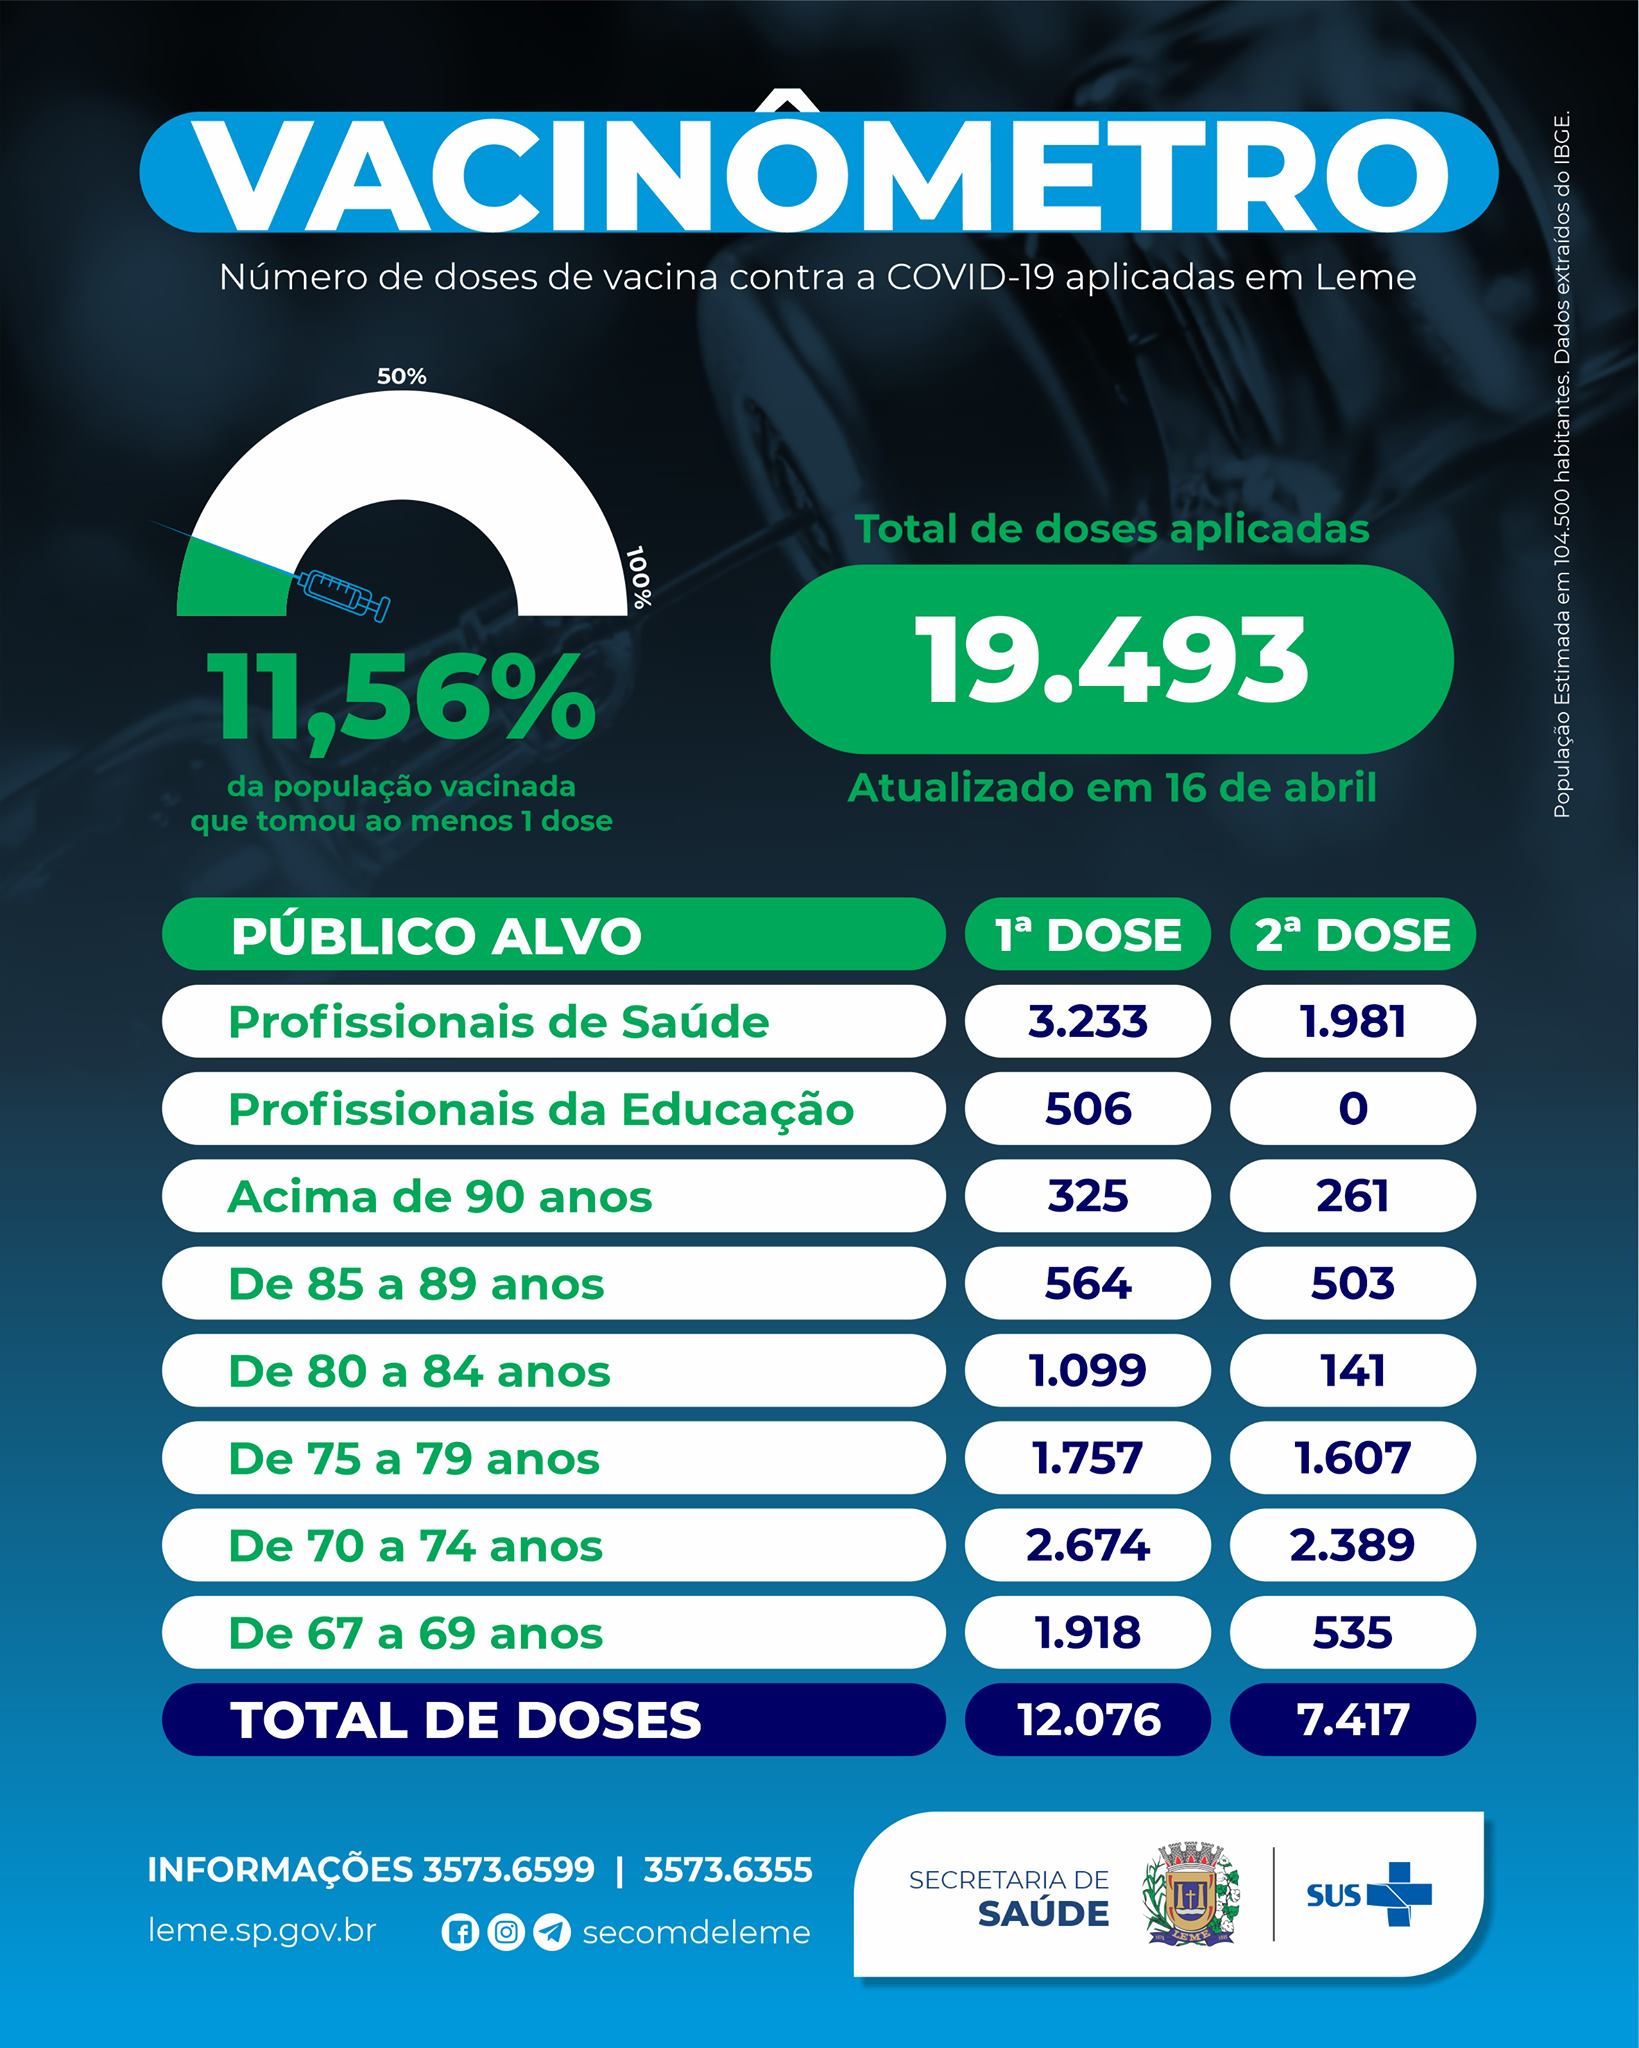 VACINÔMETRO
Número de doses de vacina contra a COVID-19 aplicadas em Leme
População Estimada em 104.500 habitantes. Dados extraídos do IBGE.
50%
100%
11,56%
da população vacinada
que tomou ao menos 1 dose
Total de doses aplicadas
19.493
Atualizado em 16 de abril
PÚBLICO ALVO 1ª DOSE 2ª DOSE
Profissionais de Saúde 3.233 1.981
Profissionais da Educação 506 0
Acima de 90 anos 325 261
De 85 a 89 anos 564 503
De 80 a 84 anos 1.099 141
De 75 a 79 anos 1.757 1.607
De 70 a 74 anos 2.674 2.389
De 67 a 69 anos 1.918 535
TOTAL DE DOSES 12.076 7.417
INFORMAÇÕES 3573.6599 | 3573.6355
leme.sp.gov.br secomdeleme
SECRETARIA DE
SAÚDE
LEME
SUS